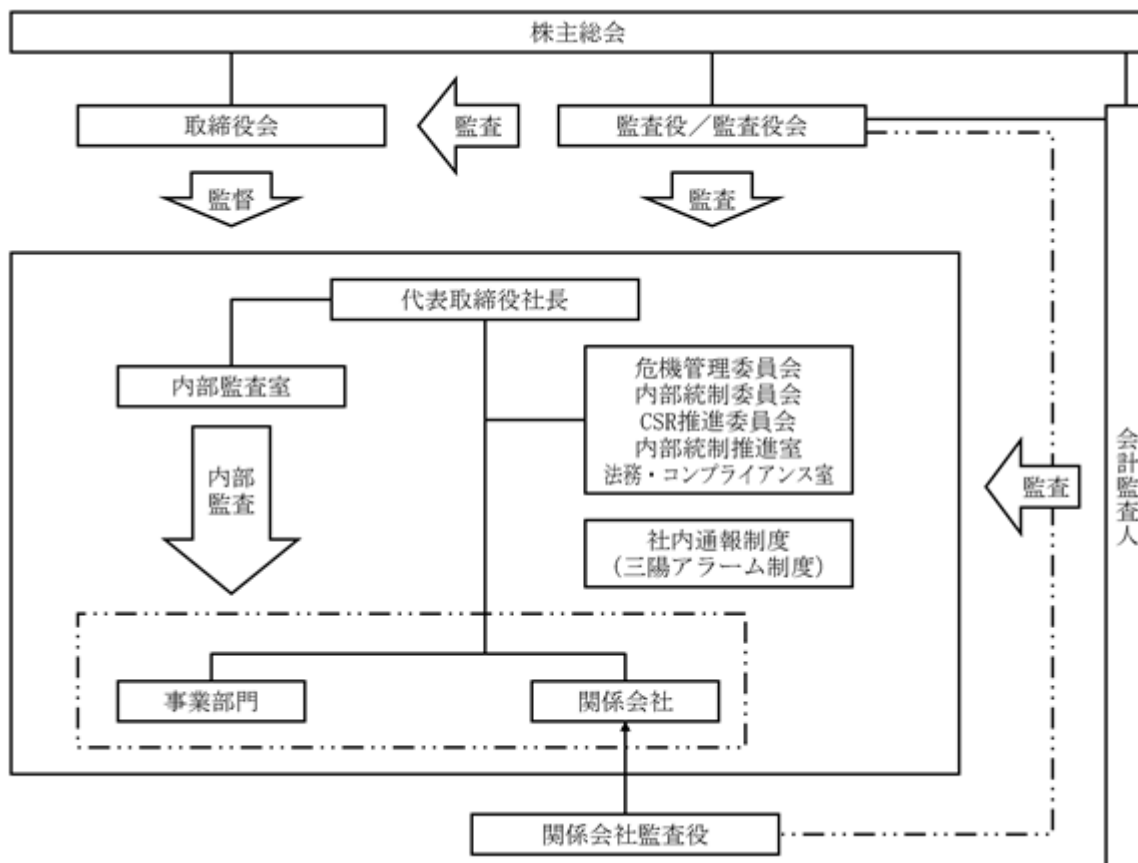 株主総会
取締役会
監査
監査役／監査役会
監督
監査
代表取締役社長
内部監査室
危機管理委員会
内部統制委員会
CSR推進委員会
内部統制推進室
法務・コンプライアンス室
内部
監査
監査
会計監査人
社内通報制度
（三陽アラーム制度）
事業部門
関係会社
関係会社監査役